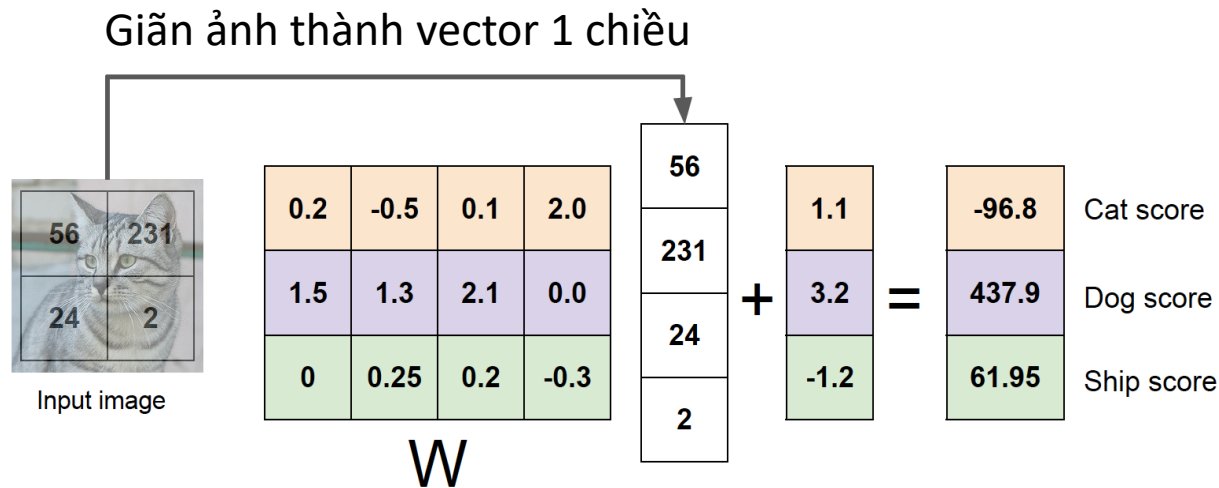 Giãn ảnh thành vector 1 chiều
56 231
24 2
Input image
0.2 -0.5 0.1 2.0
1.5 1.3 2.1 0.0
0 0.25 0.2 -0.3
W
56
231
24
2
+
1.1
3.2
-1.2
=
-96.8 Cat score
437.9 Dog score
61.95 Ship score